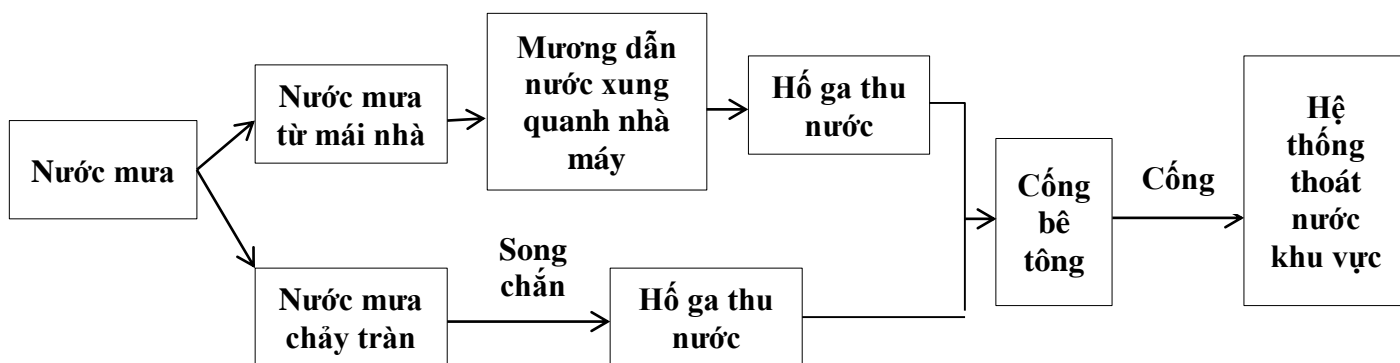 Nước mưa
Nước mưa
từ mái nhà
Mương dẫn
nước xung
quanh nhà
máy
Hố ga thu
nước
Nước mưa
chảy tràn
Song
chắn
Hố ga thu
nước
Cống
bê
tông
Cống
Hệ
thống
thoát
nước
khu vực